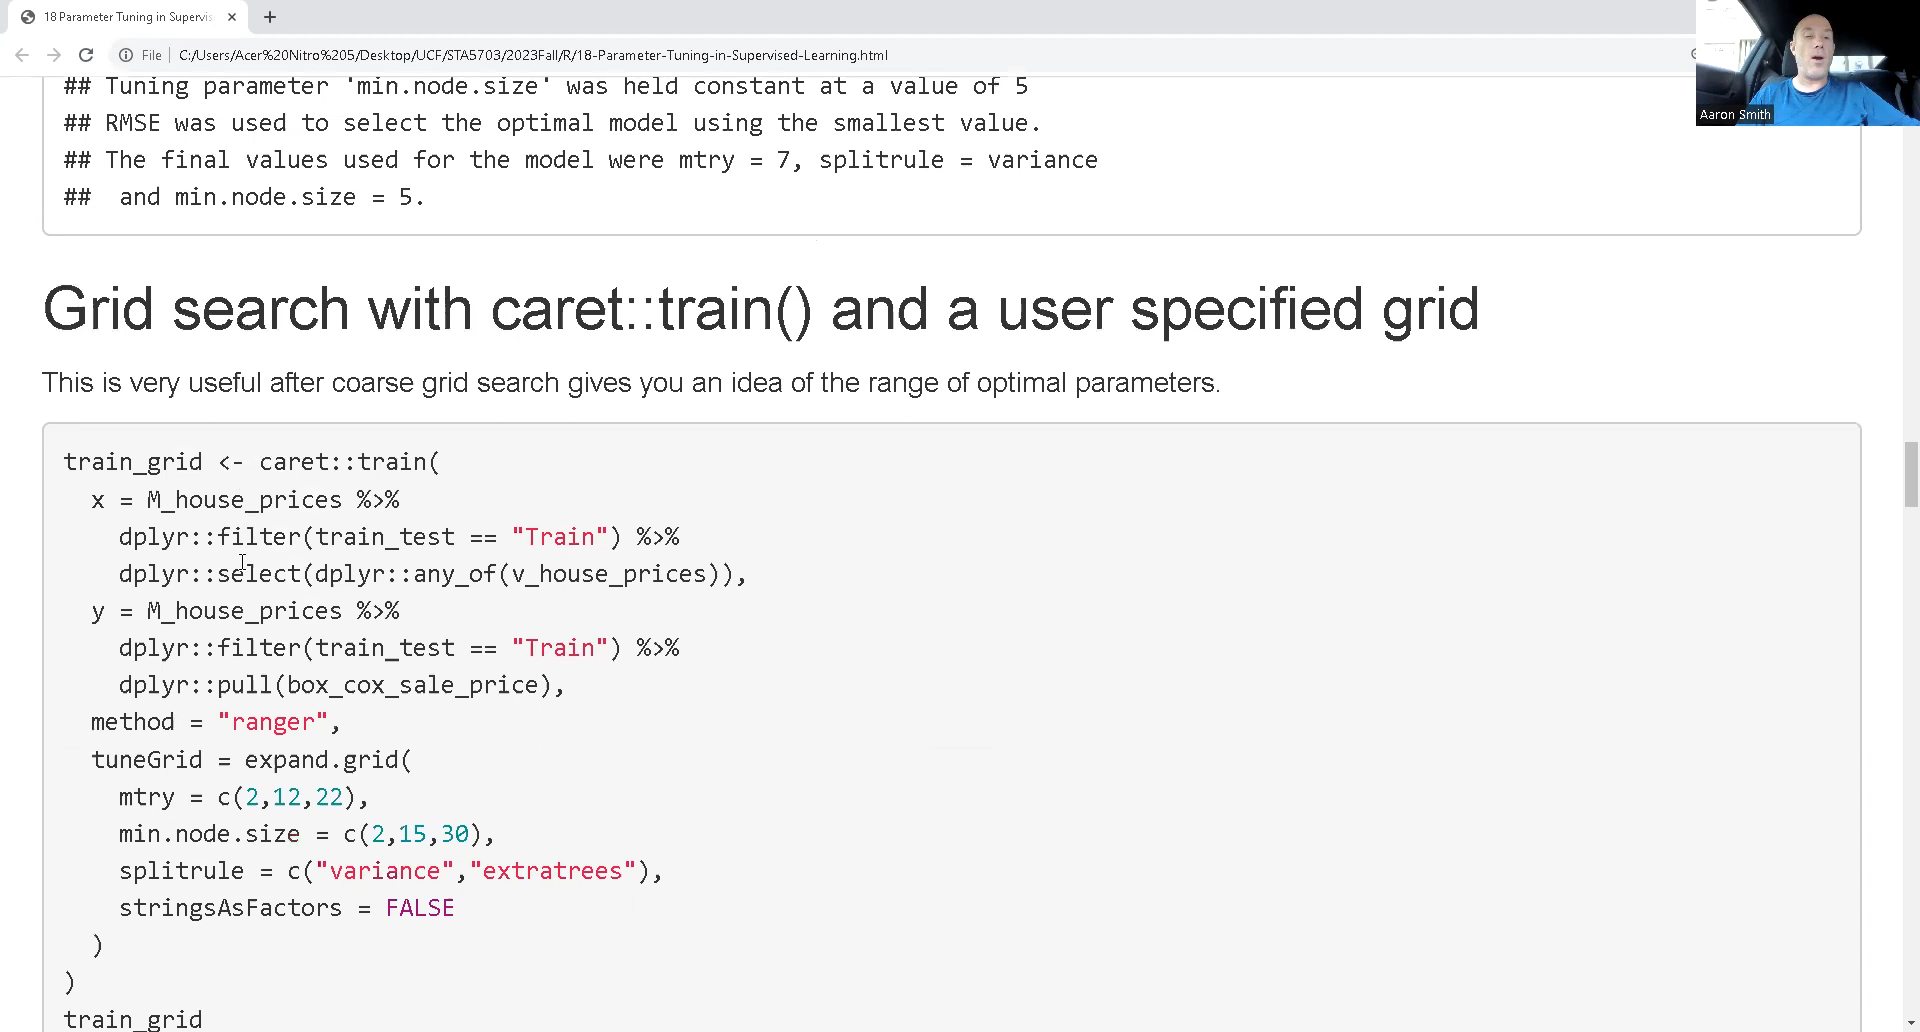 18 Parameter Tuning in Supervis
File
C:/Users/Acer%20Nitro%205/Desktop/UCF/STA5703/2023Fall/R/18-Parameter-Tuning-in-Supervised-Learning.html
Aaron Smith
## Tuning parameter 'min.node.size' was held constant at a value of 5
## RMSE was used to select the optimal model using the smallest value.
## The final values used for the model were mtry = 7, splitrule = variance
##  and min.node.size = 5.
Grid search with caret::train() and a user specified grid
This is very useful after coarse grid search gives you an idea of the range of optimal parameters.
train_grid <- caret::train(
  x = M_house_prices %>%
    dplyr::filter(train_test == "Train") %>%
    dplyr::select(dplyr::any_of(v_house_prices)),
  y = M_house_prices %>%
    dplyr::filter(train_test == "Train") %>%
    dplyr::pull(box_cox_sale_price),
  method = "ranger",
  tuneGrid = expand.grid(
    mtry = c(2,12,22),
    min.node.size = c(2,15,30),
    splitrule = c("variance","extratrees"),
    stringsAsFactors = FALSE
  )
)
train_grid